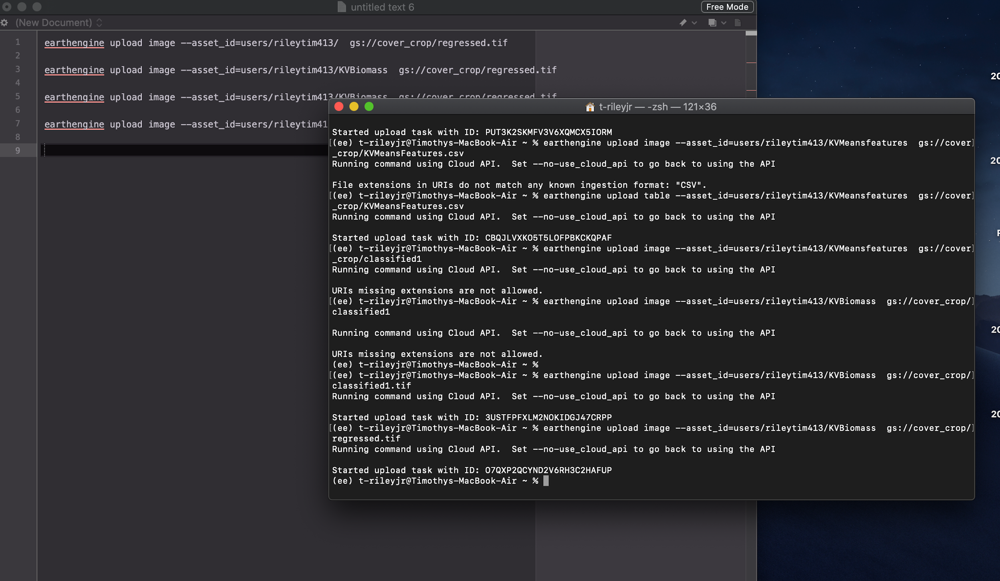 untitled text 6
Free Mode
(New Document)
1 earthengine upload image --asset_id=users/rileytim413/  gs://cover_crop/regressed.tif
2
3 earthengine upload image --asset_id=users/rileytim413/KVBiomass  gs://cover_crop/regressed.tif
4
5 earthengine upload image --asset_id=users/rileytim413/KVBiomass  gs://cover_crop/regressed.tif
6
7 earthengine upload image --asset_id=users/rileytim41
8
9
t-rileyjr — -zsh — 121×36
Started upload task with ID: PUT3K2SKMFV3V6XQMCX5IORM
[(ee) t-rileyjr@Timothys-MacBook-Air ~ % earthengine upload image --asset_id=users/rileytim413/KVMeansfeatures  gs://cover]
_crop/KVMeansFeatures.csv
Running command using Cloud API.  Set --no-use_cloud_api to go back to using the API
File extensions in URIs do not match any known ingestion format: "CSV".
[(ee) t-rileyjr@Timothys-MacBook-Air ~ % earthengine upload table --asset_id=users/rileytim413/KVMeansfeatures  gs://cover]
_crop/KVMeansFeatures.csv
Running command using Cloud API.  Set --no-use_cloud_api to go back to using the API
Started upload task with ID: CBQJLVXKO5T5LOFPBKCKQPAF
[(ee) t-rileyjr@Timothys-MacBook-Air ~ % earthengine upload image --asset_id=users/rileytim413/KVMeansfeatures  gs://cover]
_crop/classified1
Running command using Cloud API.  Set --no-use_cloud_api to go back to using the API
URIs missing extensions are not allowed.
[(ee) t-rileyjr@Timothys-MacBook-Air ~ % earthengine upload image --asset_id=users/rileytim413/KVBiomass  gs://cover_crop/]
classified1
Running command using Cloud API.  Set --no-use_cloud_api to go back to using the API
URIs missing extensions are not allowed.
(ee) t-rileyjr@Timothys-MacBook-Air ~ %
[(ee) t-rileyjr@Timothys-MacBook-Air ~ % earthengine upload image --asset_id=users/rileytim413/KVBiomass  gs://cover_crop/]
classified1.tif
Running command using Cloud API.  Set --no-use_cloud_api to go back to using the API
Started upload task with ID: 3USTFPFXLM2NOKIDGJ47CRPP
[(ee) t-rileyjr@Timothys-MacBook-Air ~ % earthengine upload image --asset_id=users/rileytim413/KVBiomass  gs://cover_crop/]
regressed.tif
Running command using Cloud API.  Set --no-use_cloud_api to go back to using the API
Started upload task with ID: O7QXP2QCYND2V6RH3C2HAFUP
(ee) t-rileyjr@Timothys-MacBook-Air ~ %
20
20
20
20